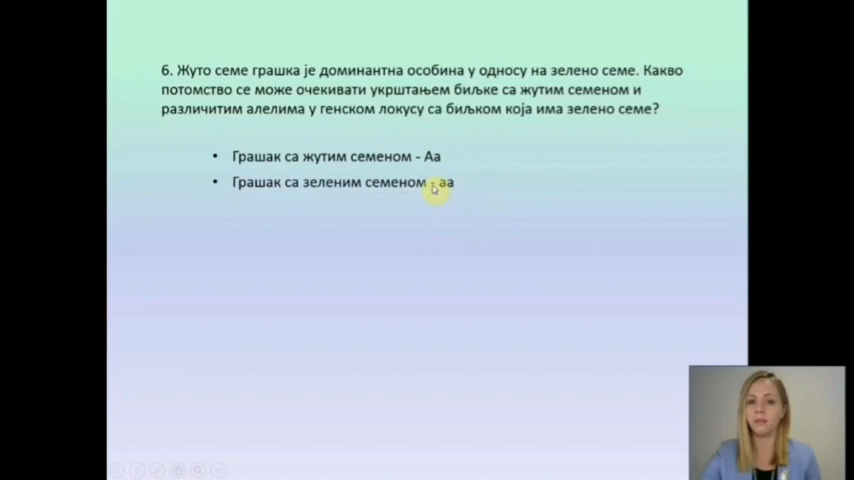 6. Жуто семе грашка је доминантна особина у односу на зелено семе. Какво
потомство се може очекивати укрштањем биљке са жутим семеном и
различитим алелима у генском локусу са биљком која има зелено семе?
• Грашак са жутим семеном - Аа
• Грашак са зеленим семеном - аа